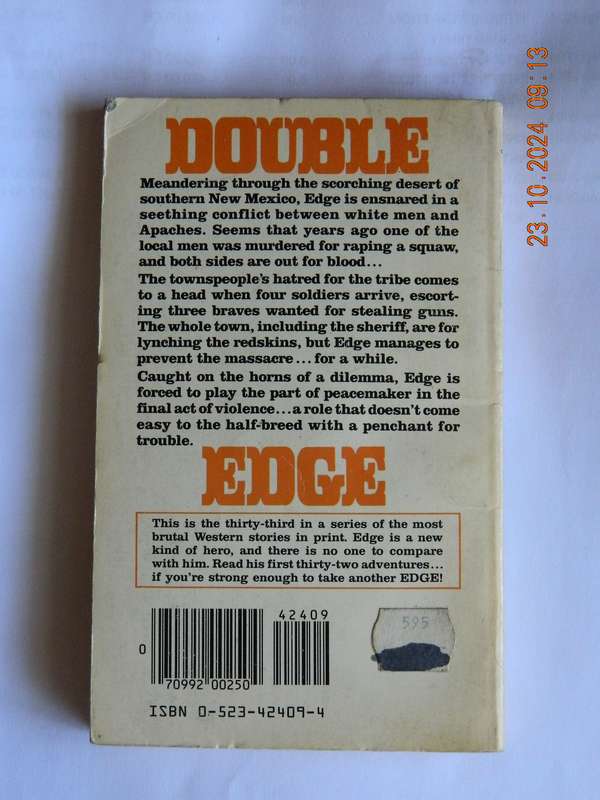 DOUBLE
Meandering through the scorching desert of
southern New Mexico, Edge is ensnared in a
seething conflict between white men and
Apaches. Seems that years ago one of the
local men was murdered for raping a squaw,
and both sides are out for blood...
The townspeople's hatred for the tribe comes
to a head when four soldiers arrive, escort-
ing three braves wanted for stealing guns.
The whole town, including the sheriff, are for
lynching the redskins, but Edge manages to
prevent the massacre...for a while.
Caught on the horns of a dilemma, Edge is
forced to play the part of peacemaker in the
final act of violence...a role that doesn't come
easy to the half-breed with a penchant for
trouble.
EDGE
This is the thirty-third in a series of the most
brutal Western stories in print. Edge is a new
kind of hero, and there is no one to compare
with him. Read his first thirty-two adventures...
if you're strong enough to take another EDGE!
42409
0
70992 00250
ISBN 0-523-42409-4
595
23.10.2024 09:13